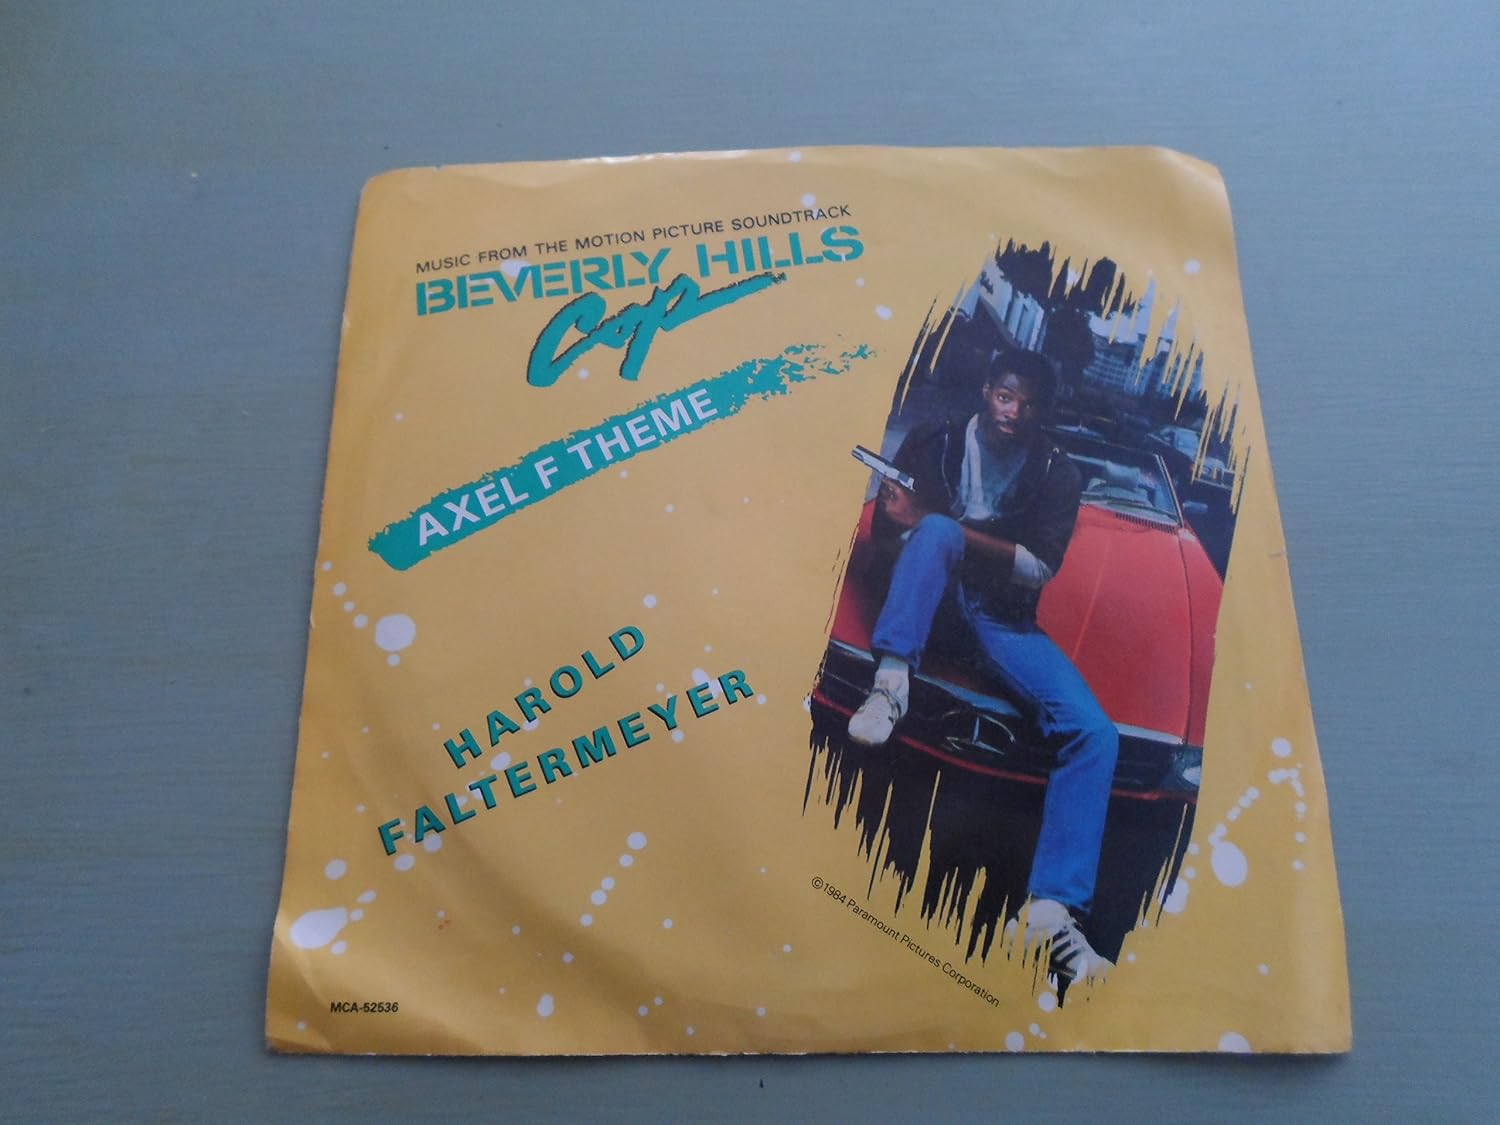 MUSIC FROM THE MOTION PICTURE SOUNDTRACK
BEVERLY HILLS
Cop
AXEL F THEME
HAROLD
FALTERMEYER
©1984 Paramount Pictures Corporation
MCA-52536